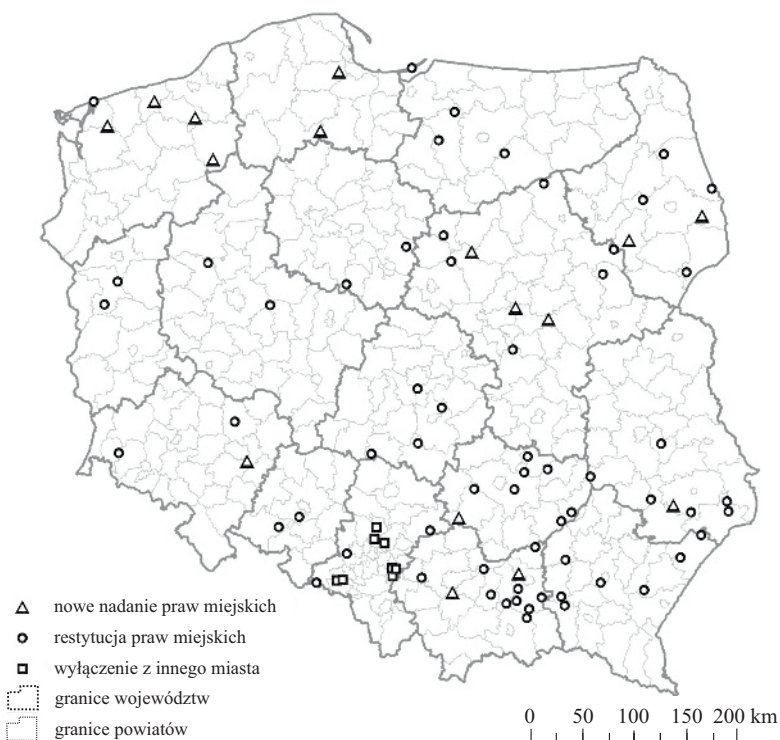 nowe nadanie praw miejskich
restytucja praw miejskich
wyłączenie z innego miasta
granice województw
granice powiatów
0 50 100 150 200 km